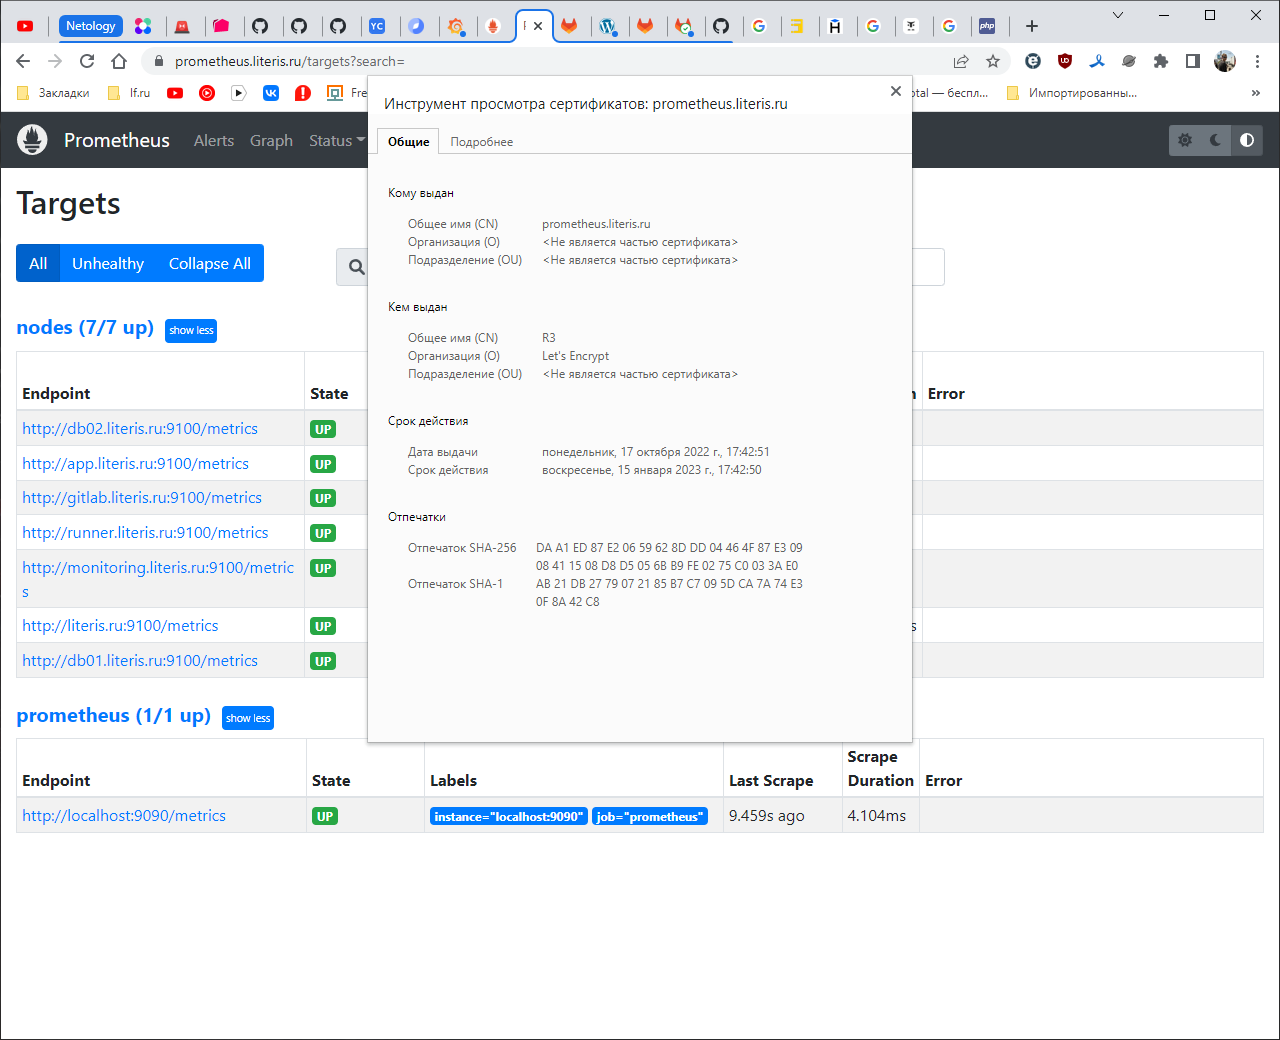 Netology
YC
php
prometheus.literis.ru/targets?search=
Закладки
lf.ru
Fre
otal — беспл...
Импортированны...
»
Инструмент просмотра сертификатов: prometheus.literis.ru
Общие
Подробнее
Prometheus
Alerts
Graph
Status
Targets
All
Unhealthy
Collapse All
Кому выдан
Общее имя (CN) prometheus.literis.ru
Организация (O) <Не является частью сертификата>
Подразделение (OU) <Не является частью сертификата>
Кем выдан
Общее имя (CN) R3
Организация (O) Let's Encrypt
Подразделение (OU) <Не является частью сертификата>
Срок действия
Дата выдачи понедельник, 17 октября 2022 г., 17:42:51
Срок действия воскресенье, 15 января 2023 г., 17:42:50
Отпечатки
Отпечаток SHA-256 DA A1 ED 87 E2 06 59 62 8D DD 04 46 4F 87 E3 09
08 41 15 08 D8 D5 05 6B B9 FE 02 75 C0 03 3A E0
Отпечаток SHA-1 AB 21 DB 27 79 07 21 85 B7 C7 09 5D CA 7A 74 E3
0F 8A 42 C8
nodes (7/7 up) show less
Endpoint State n Error
http://db02.literis.ru:9100/metrics UP
http://app.literis.ru:9100/metrics UP
http://gitlab.literis.ru:9100/metrics UP
http://runner.literis.ru:9100/metrics UP
http://monitoring.literis.ru:9100/metric UP
s
http://literis.ru:9100/metrics UP s
http://db01.literis.ru:9100/metrics UP
prometheus (1/1 up) show less
Scrape
Endpoint State Labels Last Scrape Duration Error
http://localhost:9090/metrics UP instance="localhost:9090" job="prometheus" 9.459s ago 4.104ms